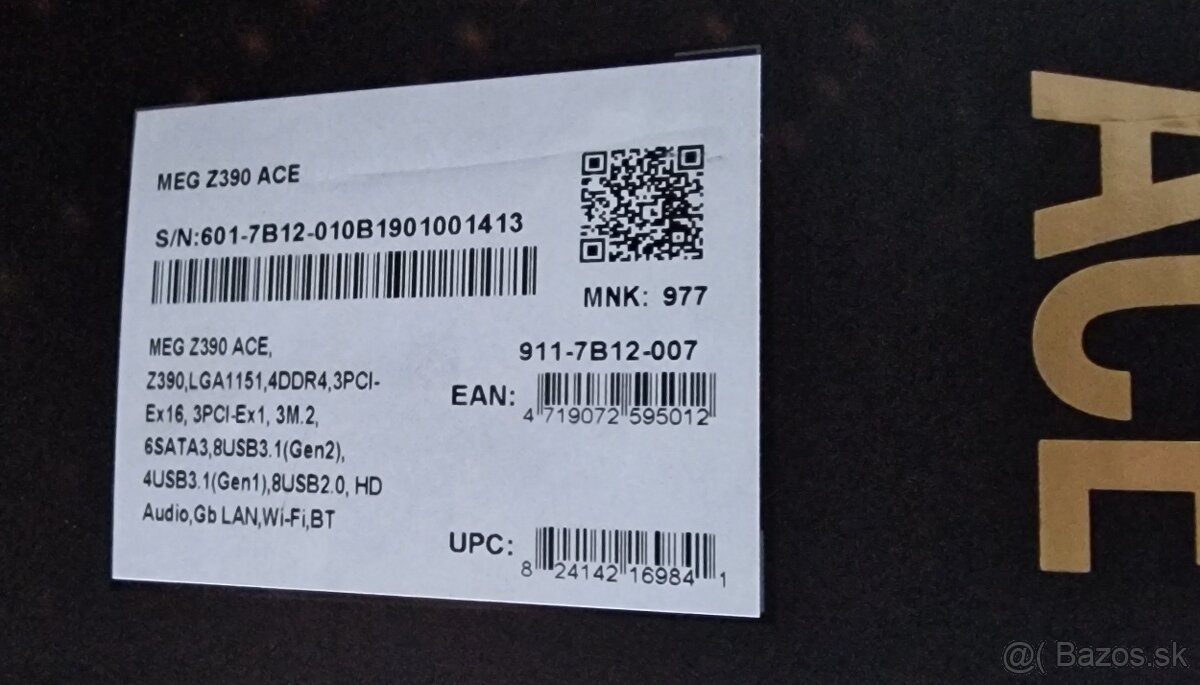 MEG Z390 ACE
S/N:601-7B12-010B1901001413
MNK: 977
MEG Z390 ACE,
Z390,LGA1151,4DDR4,3PCI-
Ex16, 3PCI-Ex1, 3M.2,
6SATA3,8USB3.1(Gen2),
4USB3.1(Gen1),8USB2.0, HD
Audio,Gb LAN,Wi-Fi,BT
911-7B12-007
EAN:
4 719072 595012
UPC:
8 24142 16984 1
ACE
@( Bazos.sk